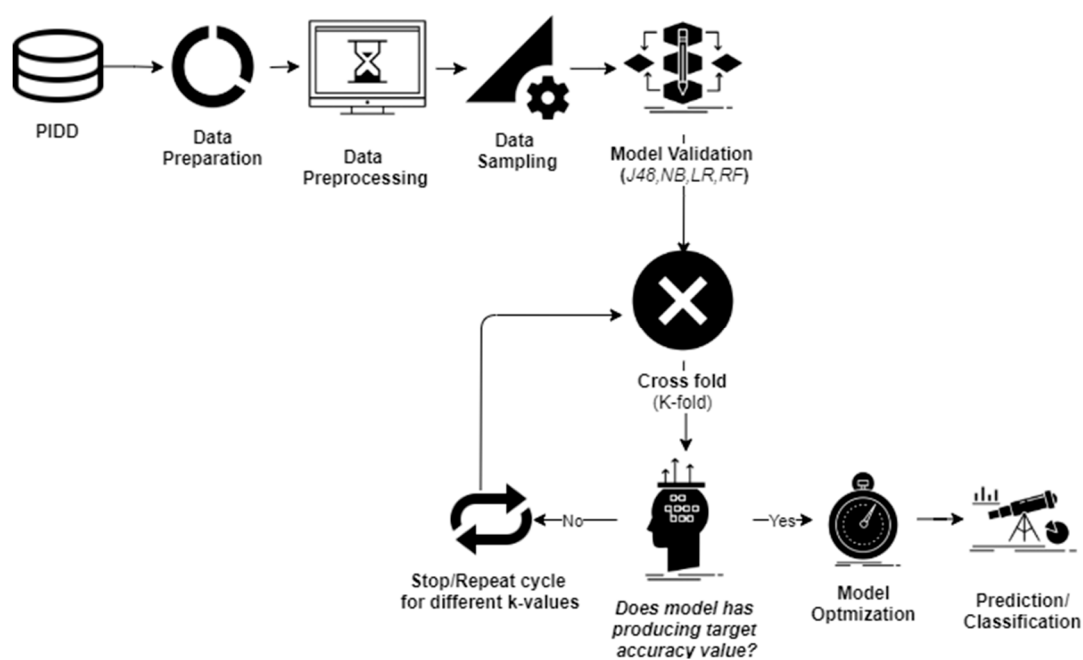 PIDD
Data
Preparation
Data
Preprocessing
Data
Sampling
Model Validation
(J48,NB,LR,RF)
Cross fold
(K-fold)
No
Yes
Stop/Repeat cycle
for different k-values
Does model has
producing target
accuracy value?
Model
Optmization
Prediction/
Classification